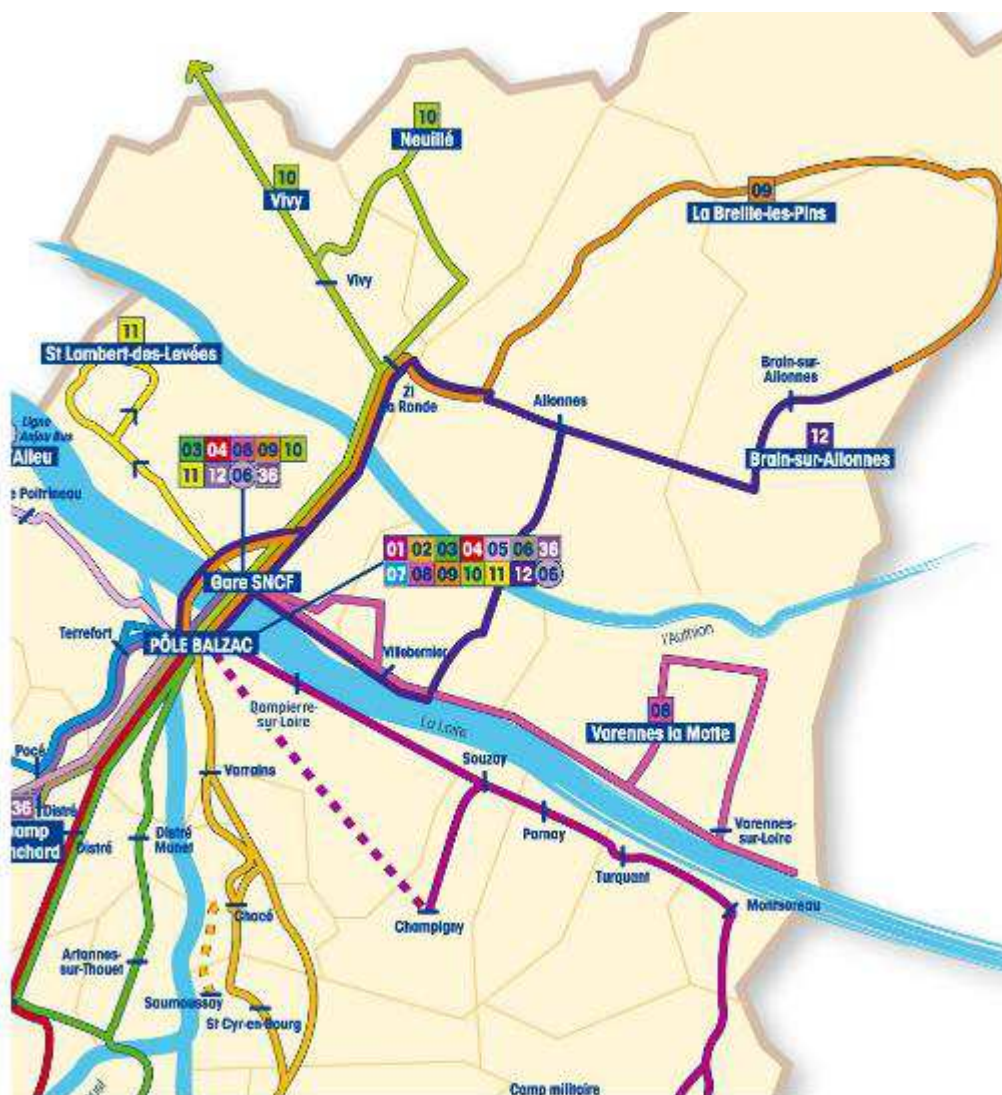 10
Neuillé
10
Vivy
09
La Breille-les-Pins
Vivy
11
St Lambert-des-Levées
ZI
La Ronde
Allonnes
Brain-sur-
Allonnes
12
Brain-sur-Allonnes
Ligne
Anjou Bus
Poitrineau
03 04 08 09 10
11 12 06 36
01 02 03 04 05 06 36
07 08 09 10 11 12 06
Gare SNCF
PÔLE BALZAC
Terrefort
Villebernier
l'Authion
Dampierre-
sur-Loire
La Loire
08
Varennes la Motte
Pocé
Varrains
Souzay
36
Distré
Distré
Distré
Munet
Parnay
Varennes-
sur-Loire
Turquant
Chacé
Champigny
Montsoreau
Artannes-
sur-Thouet
Saumoussay
St Cyr-en-Bourg
Camp militaire